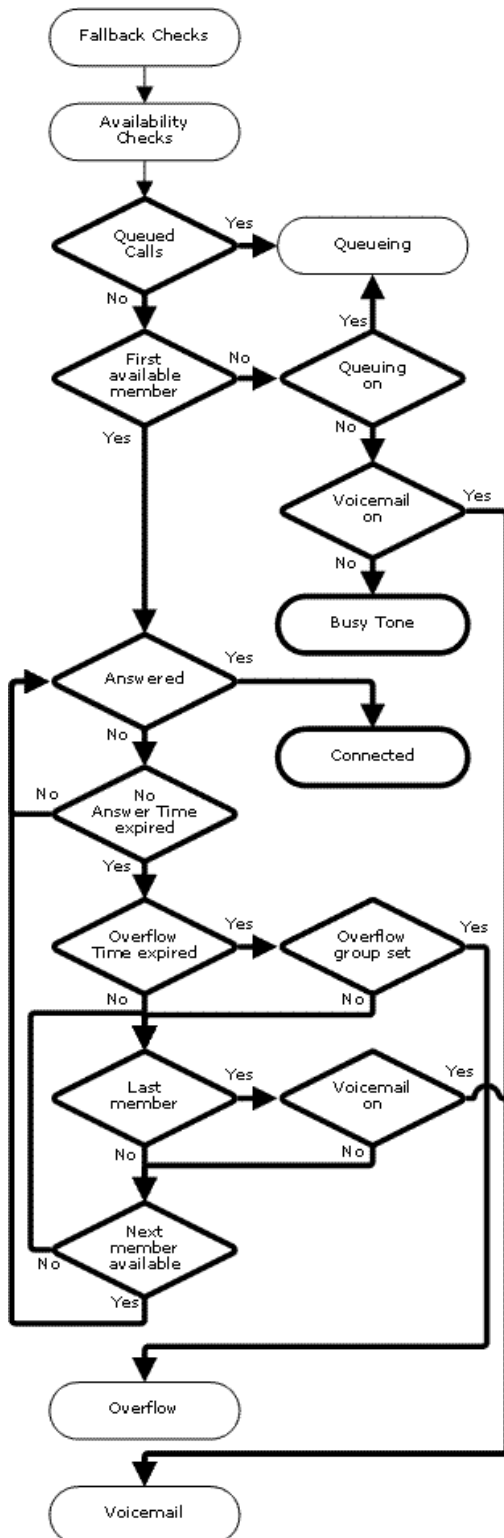 Fallback Checks
Availability
Checks
Queued
Calls
Yes
Queueing
No
Yes
First
available
member
No
Queuing
on
Yes
No
Voicemail
on
Yes
No
Busy Tone
Answered
Yes
No
Connected
No
No
Answer Time
expired
Yes
Overflow
Time expired
Yes
Overflow
group set
Yes
No
No
Last
member
Yes
Voicemail
on
Yes
No
No
Next
member
available
No
Yes
Overflow
Voicemail